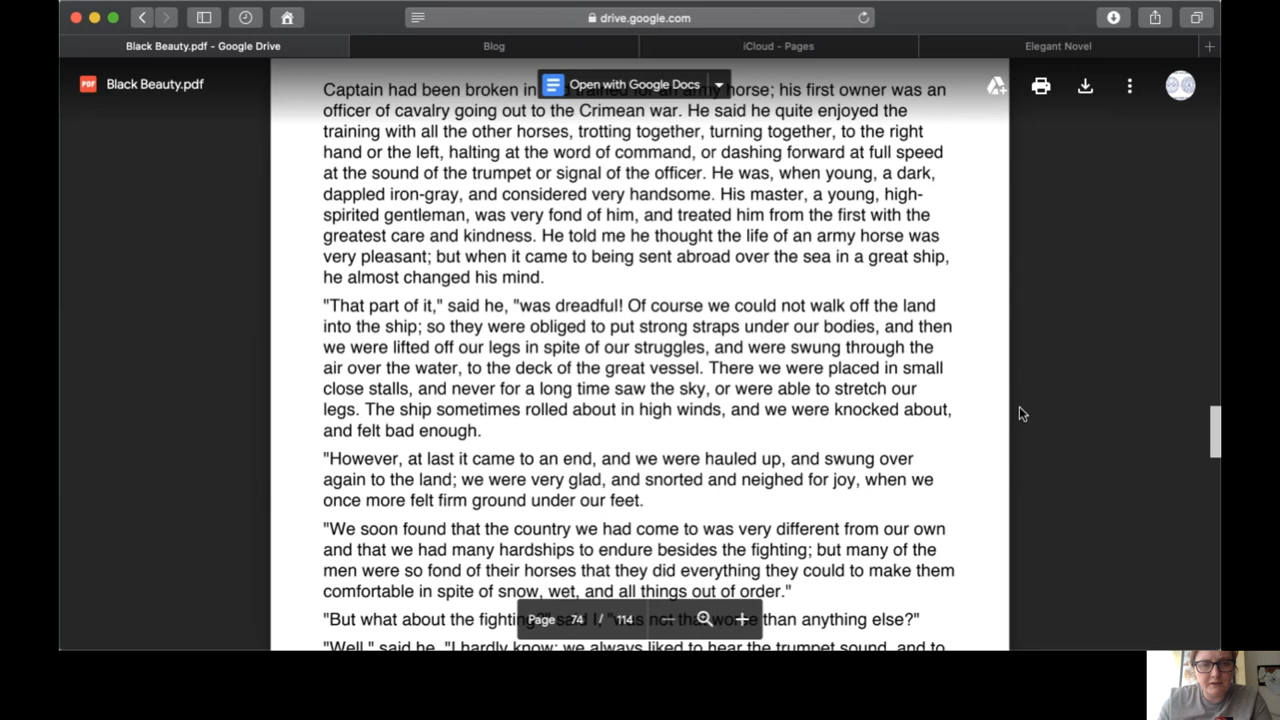 drive.google.com
Black Beauty.pdf - Google Drive
Blog
iCloud - Pages
Elegant Novel
PDF
Black Beauty.pdf
Open with Google Docs
Captain had been broken in trained for an army horse; his first owner was an
officer of cavalry going out to the Crimean war. He said he quite enjoyed the
training with all the other horses, trotting together, turning together, to the right
hand or the left, halting at the word of command, or dashing forward at full speed
at the sound of the trumpet or signal of the officer. He was, when young, a dark,
dappled iron-gray, and considered very handsome. His master, a young, high-
spirited gentleman, was very fond of him, and treated him from the first with the
greatest care and kindness. He told me he thought the life of an army horse was
very pleasant; but when it came to being sent abroad over the sea in a great ship,
he almost changed his mind.
"That part of it," said he, "was dreadful! Of course we could not walk off the land
into the ship; so they were obliged to put strong straps under our bodies, and then
we were lifted off our legs in spite of our struggles, and were swung through the
air over the water, to the deck of the great vessel. There we were placed in small
close stalls, and never for a long time saw the sky, or were able to stretch our
legs. The ship sometimes rolled about in high winds, and we were knocked about,
and felt bad enough.
"However, at last it came to an end, and we were hauled up, and swung over
again to the land; we were very glad, and snorted and neighed for joy, when we
once more felt firm ground under our feet.
"We soon found that the country we had come to was very different from our own
and that we had many hardships to endure besides the fighting; but many of the
men were so fond of their horses that they did everything they could to make them
comfortable in spite of snow, wet, and all things out of order."
"But what about the fighting?" said I, "was not that worse than anything else?"
Page 74 / 114
"Well," said he, "I hardly know; we always liked to hear the trumpet sound, and to